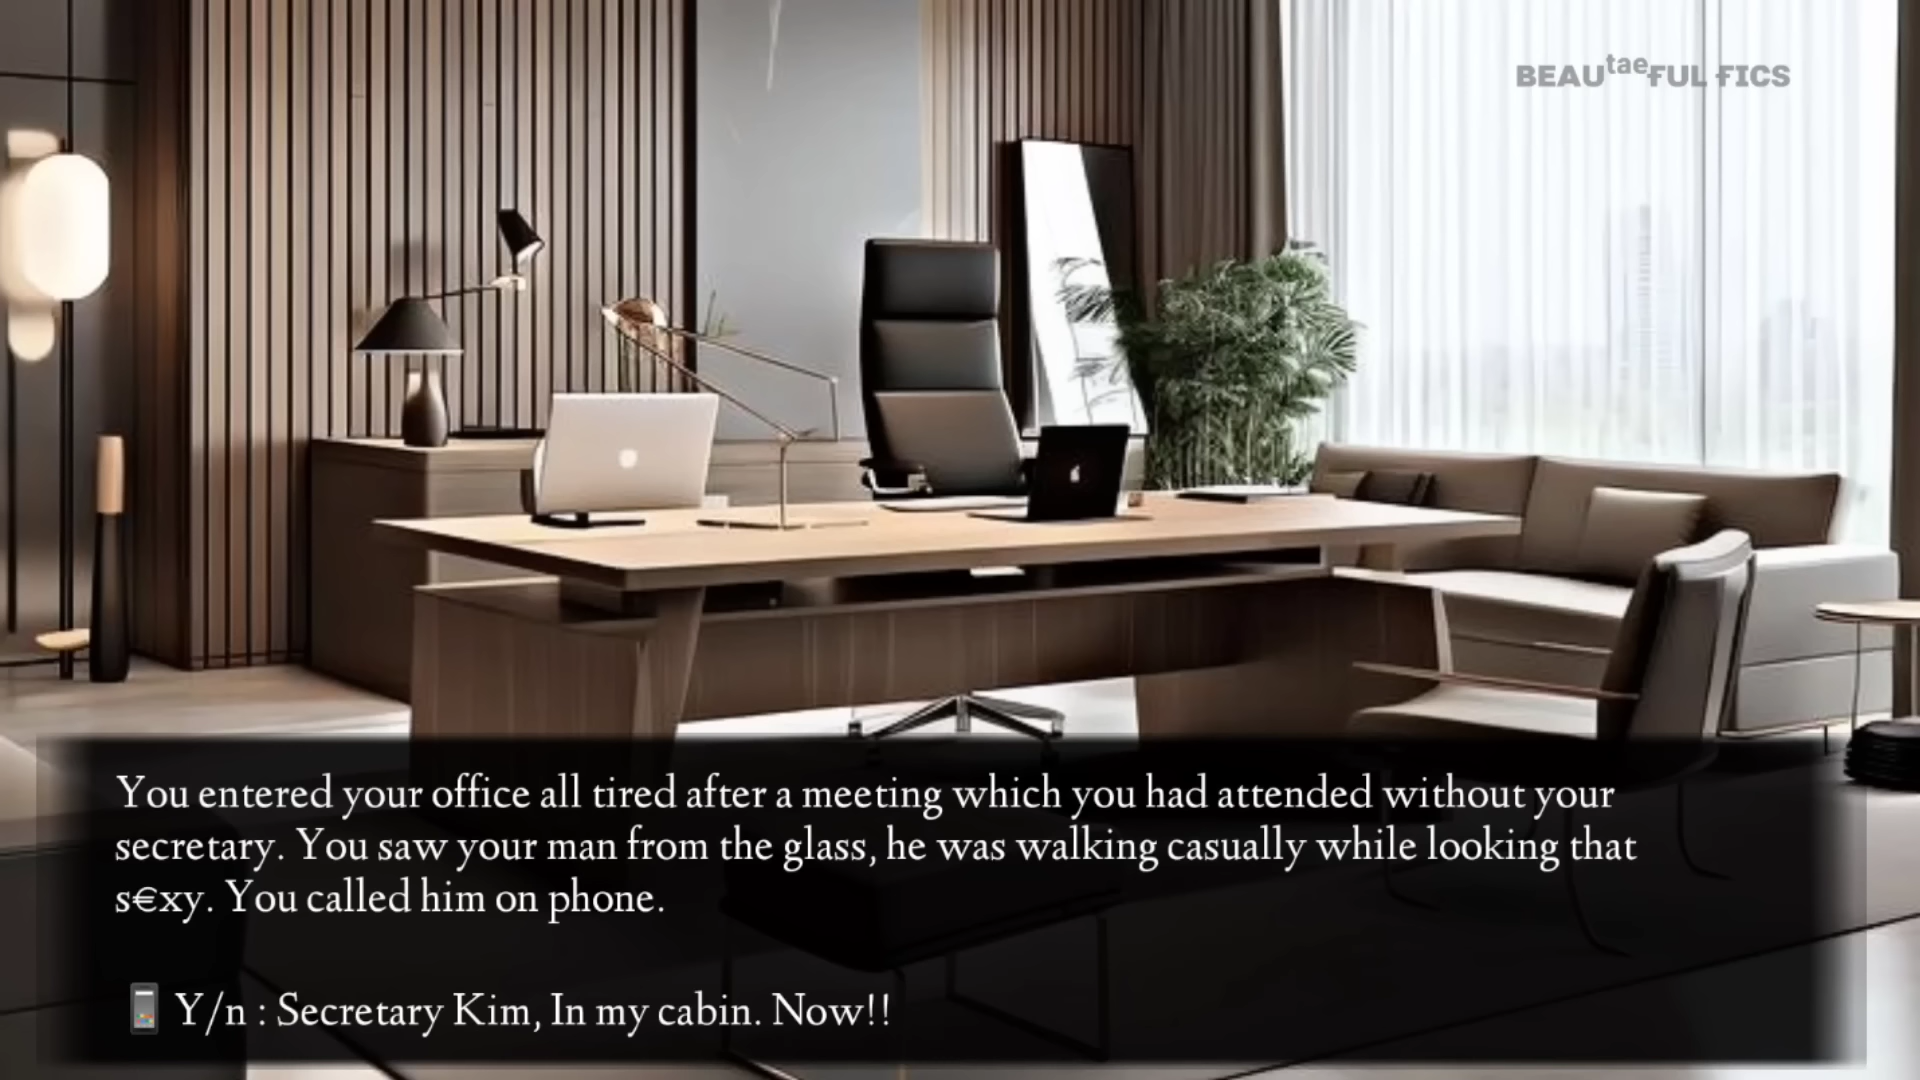 BEAUtaeFUL FICS
You entered your office all tired after a meeting which you had attended without your
secretary. You saw your man from the glass, he was walking casually while looking that
s€xy. You called him on phone.
📱 Y/n : Secretary Kim, In my cabin. Now!!